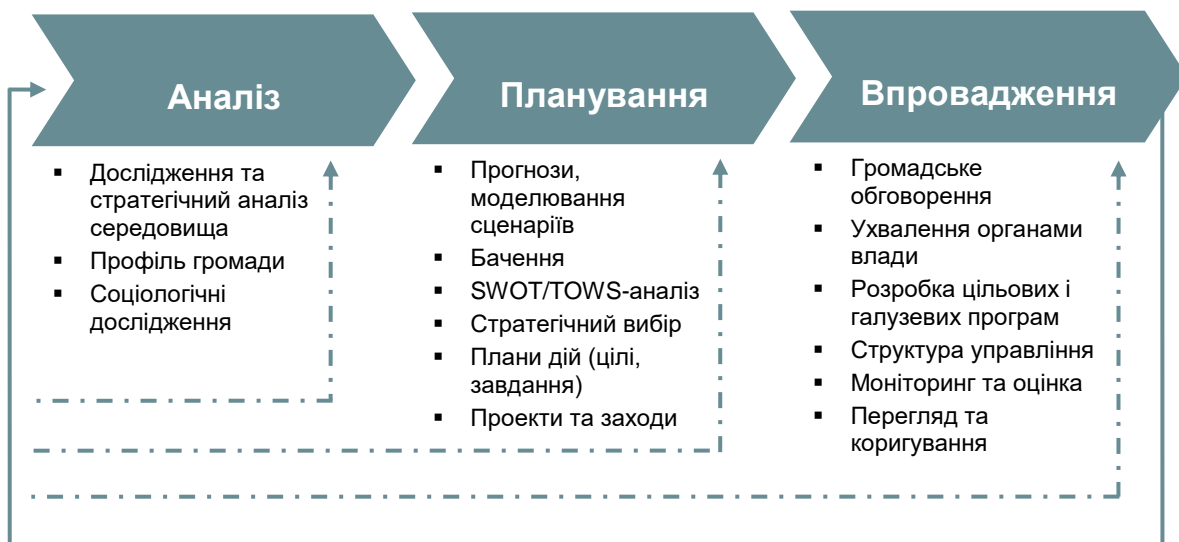 Аналіз
▪ Дослідження та
стратегічний аналіз
середовища
▪ Профіль громади
▪ Соціологічні
дослідження
Планування
▪ Прогнози,
моделювання
сценаріїв
▪ Бачення
▪ SWOT/TOWS-аналіз
▪ Стратегічний вибір
▪ Плани дій (цілі,
завдання)
▪ Проекти та заходи
Впровадження
▪ Громадське
обговорення
▪ Ухвалення органами
влади
▪ Розробка цільових і
галузевих програм
▪ Структура управління
▪ Моніторинг та оцінка
▪ Перегляд та
коригування